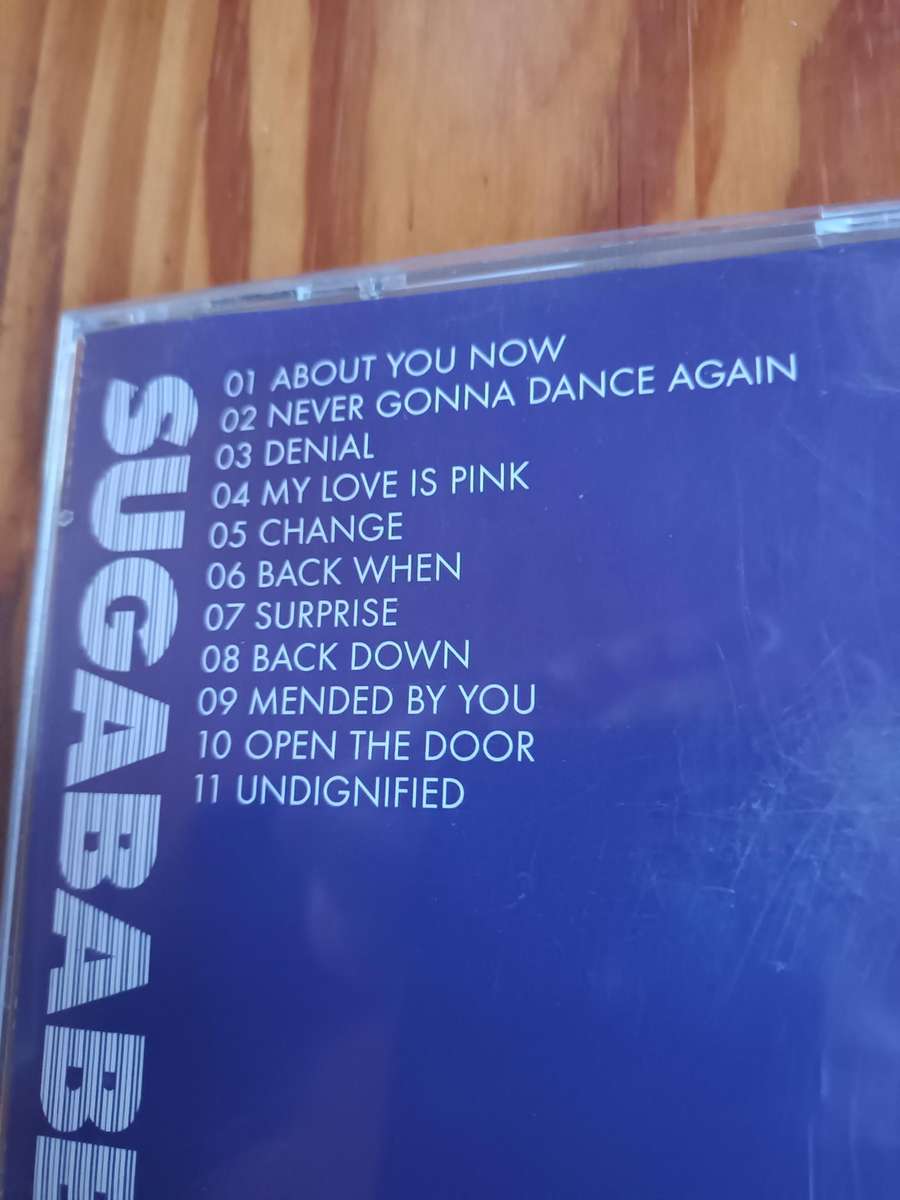 01 ABOUT YOU NOW
02 NEVER GONNA DANCE AGAIN
03 DENIAL
04 MY LOVE IS PINK
05 CHANGE
06 BACK WHEN
07 SURPRISE
08 BACK DOWN
09 MENDED BY YOU
10 OPEN THE DOOR
11 UNDIGNIFIED
SUGABABE